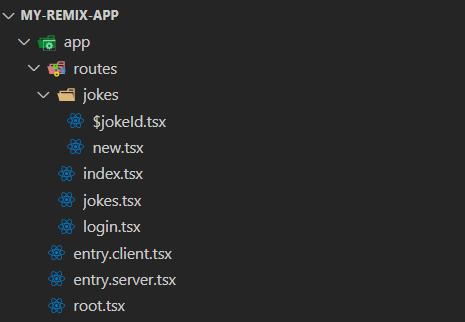 MY-REMIX-APP
app
routes
jokes
$jokeId.tsx
new.tsx
index.tsx
jokes.tsx
login.tsx
entry.client.tsx
entry.server.tsx
root.tsx